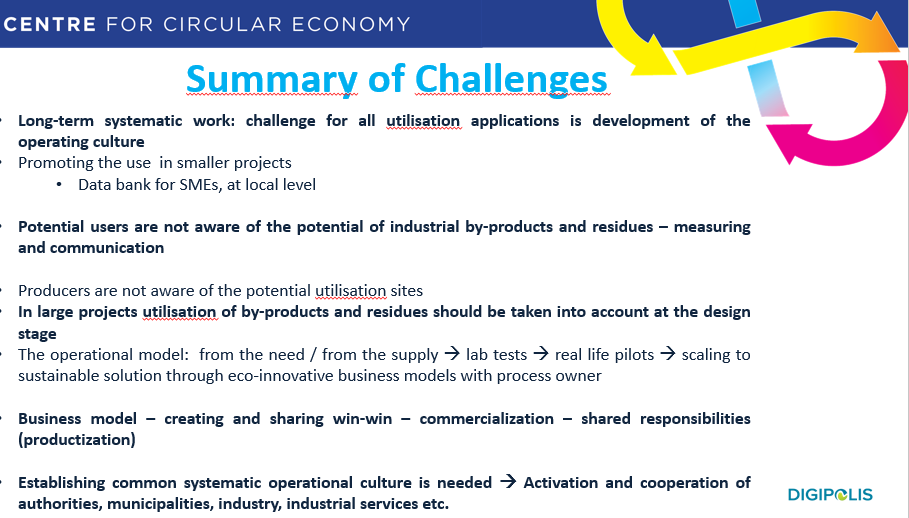 CENTRE FOR CIRCULAR ECONOMY
Summary of Challenges
• Long-term systematic work: challenge for all utilisation applications is development of the
operating culture
• Promoting the use in smaller projects
• Data bank for SMEs, at local level
• Potential users are not aware of the potential of industrial by-products and residues – measuring
and communication
• Producers are not aware of the potential utilisation sites
• In large projects utilisation of by-products and residues should be taken into account at the design
stage
• The operational model: from the need / from the supply → lab tests → real life pilots → scaling to
sustainable solution through eco-innovative business models with process owner
• Business model – creating and sharing win-win – commercialization – shared responsibilities
(productization)
• Establishing common systematic operational culture is needed → Activation and cooperation of
authorities, municipalities, industry, industrial services etc.
DIGIPOLIS